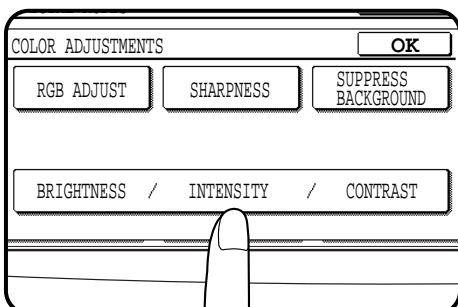 COLOR ADJUSTMENTS OK
RGB ADJUST SHARPNESS SUPPRESS BACKGROUND
BRIGHTNESS / INTENSITY / CONTRAST